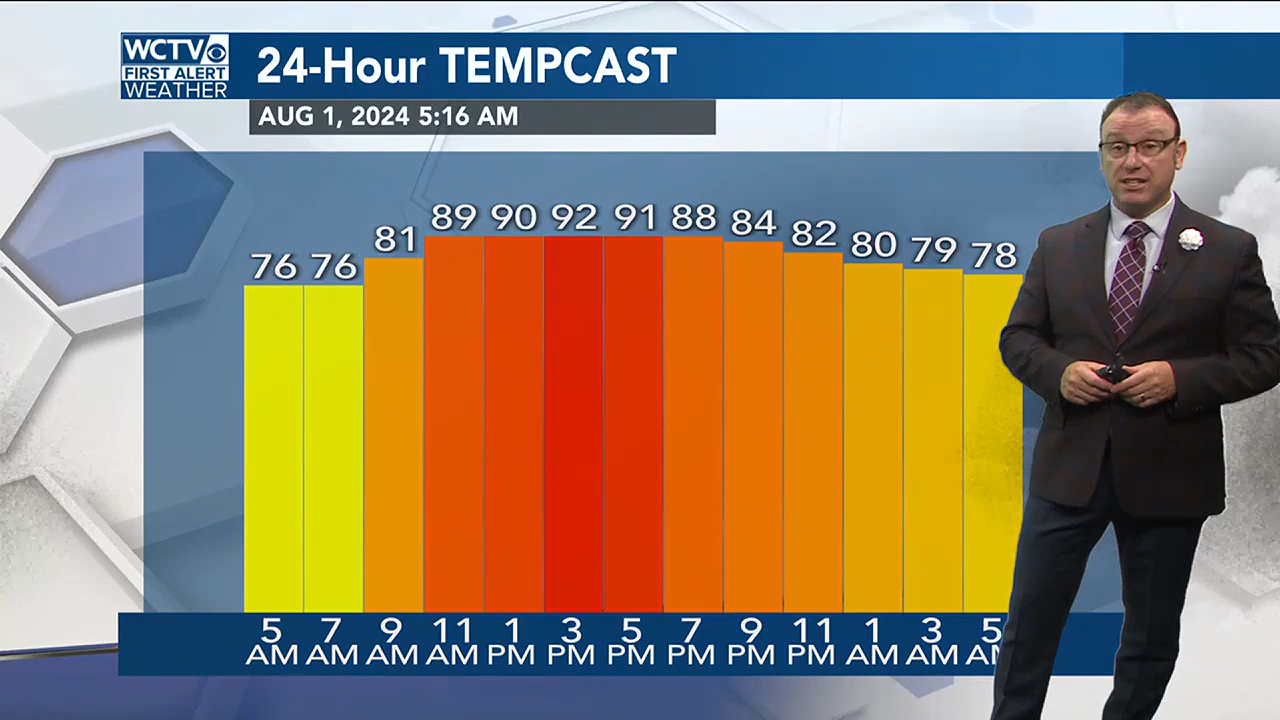 WCTV
FIRST ALERT
WEATHER
24-Hour TEMPCAST
AUG 1, 2024 5:16 AM
76 76 81 89 90 92 91 88 84 82 80 79 78
5 7 9 11 1 3 5 7 9 11 1 3 5
AM AM AM AM PM PM PM PM PM PM AM AM AM